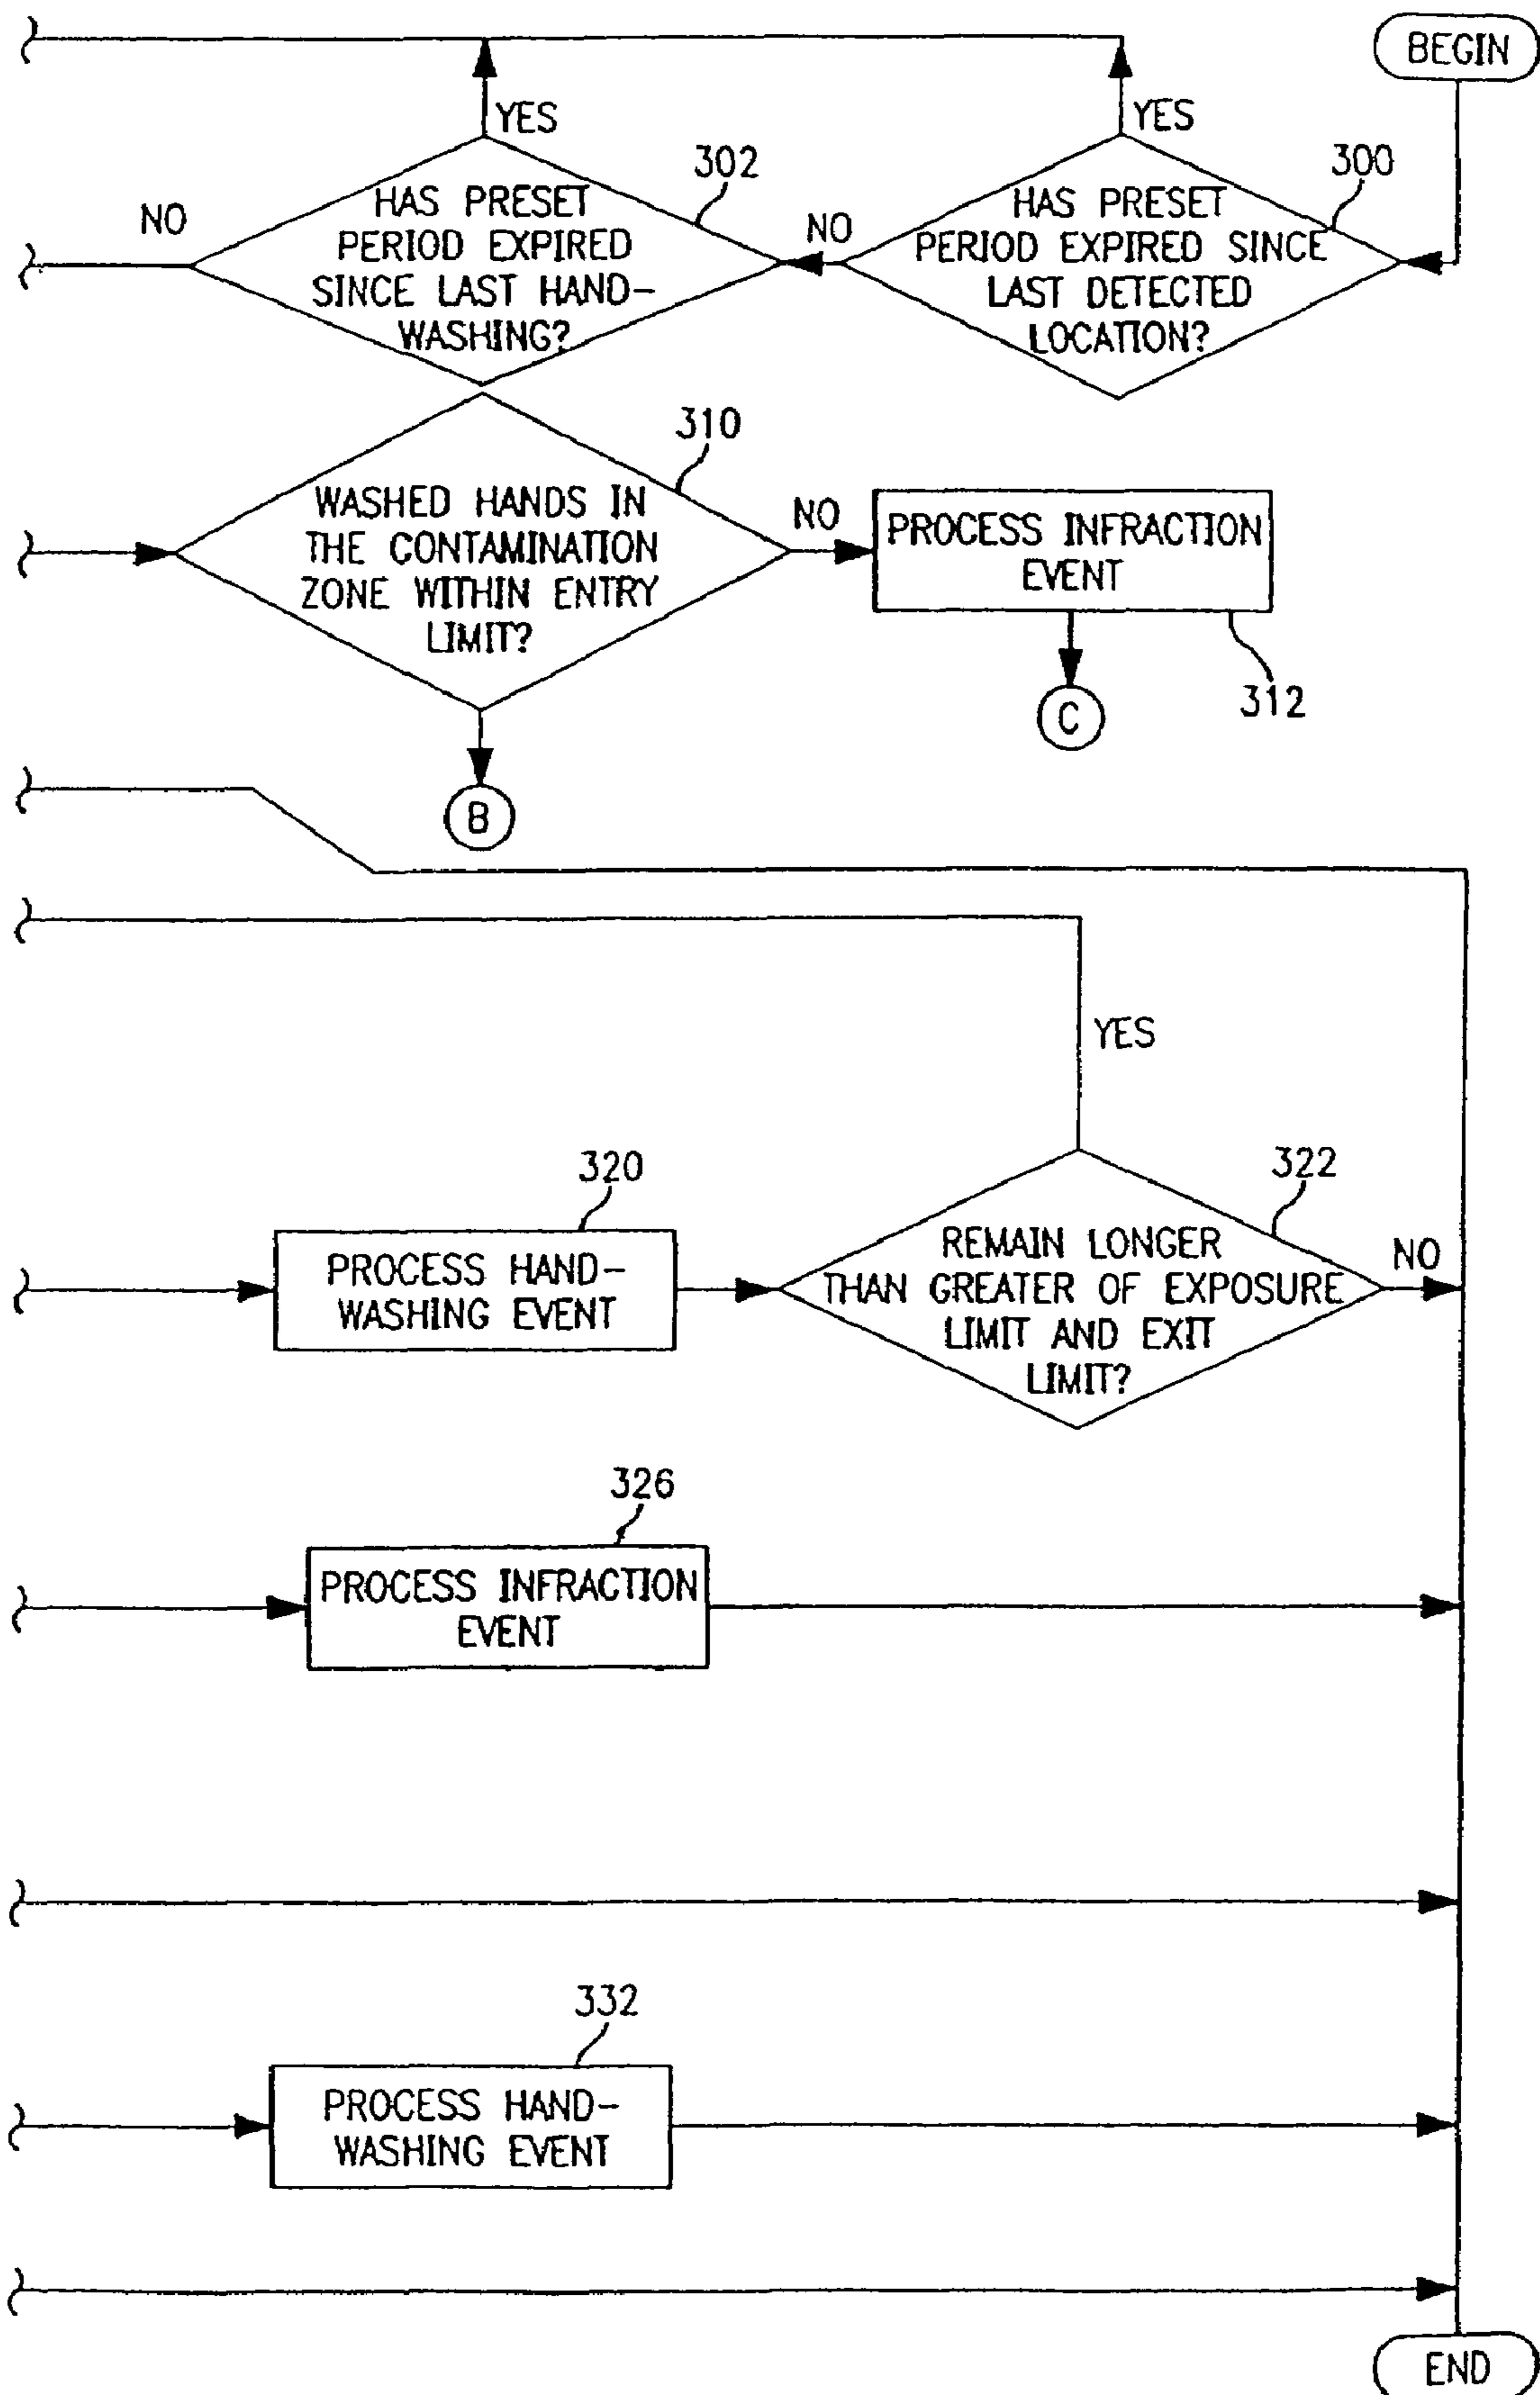 BEGIN
YES
YES
302
300
NO
HAS PRESET
PERIOD EXPIRED
SINCE LAST HAND-
WASHING?
NO
HAS PRESET
PERIOD EXPIRED SINCE
LAST DETECTED
LOCATION?
310
WASHED HANDS IN
THE CONTAMINATION
ZONE WITHIN ENTRY
LIMIT?
NO
PROCESS INFRACTION
EVENT
312
C
B
YES
320
322
PROCESS HAND-
WASHING EVENT
REMAIN LONGER
THAN GREATER OF EXPOSURE
LIMIT AND EXIT
LIMIT?
NO
326
PROCESS INFRACTION
EVENT
332
PROCESS HAND-
WASHING EVENT
END